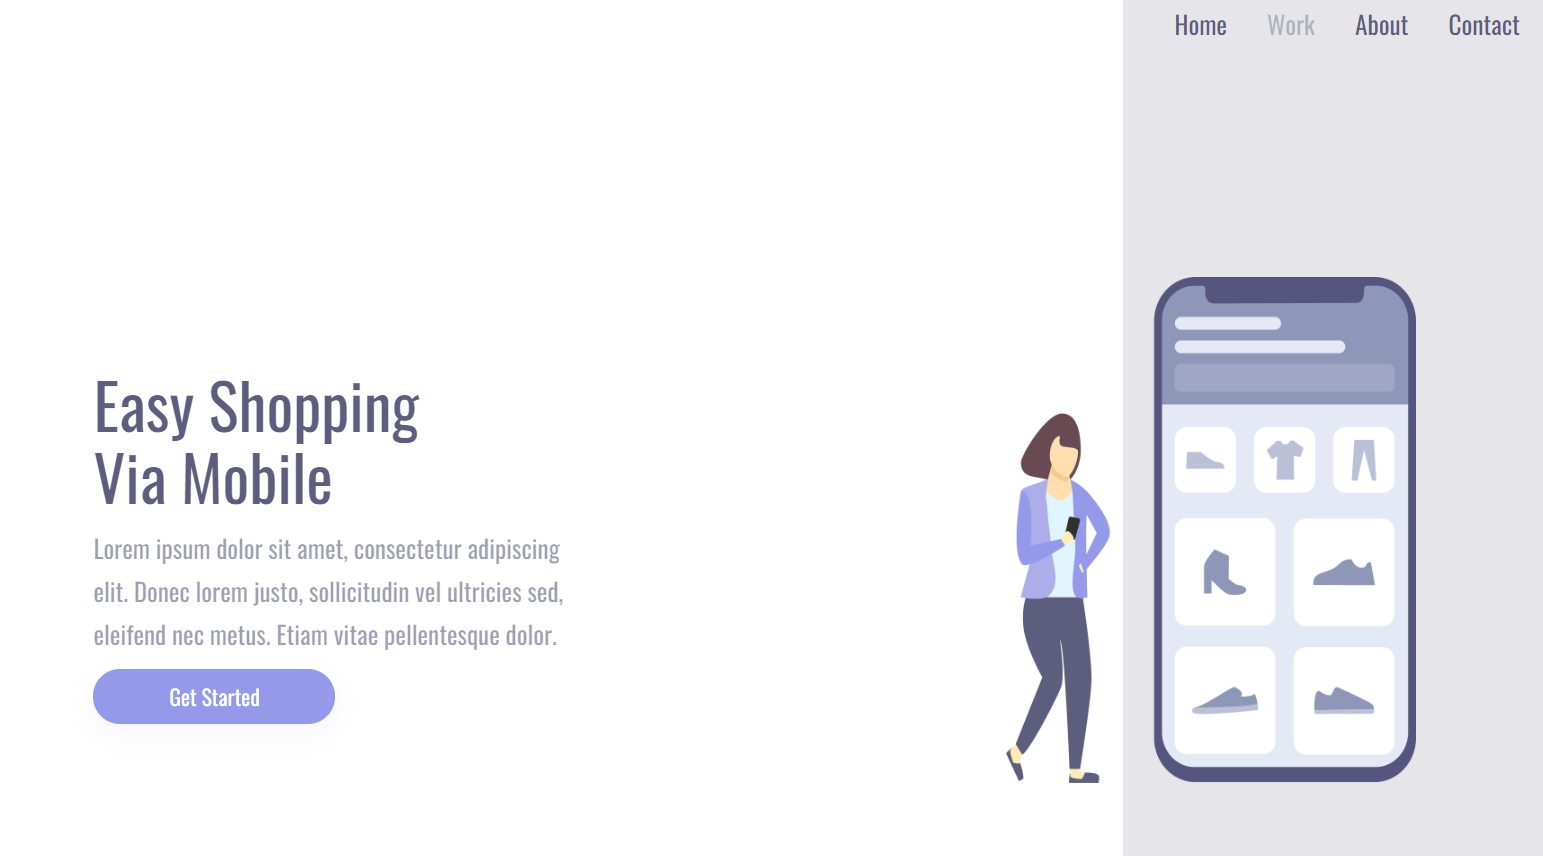 Home Work About Contact
Easy Shopping
Via Mobile
Lorem ipsum dolor sit amet, consectetur adipiscing
elit. Donec lorem justo, sollicitudin vel ultricies sed,
eleifend nec metus. Etiam vitae pellentesque dolor.
Get Started